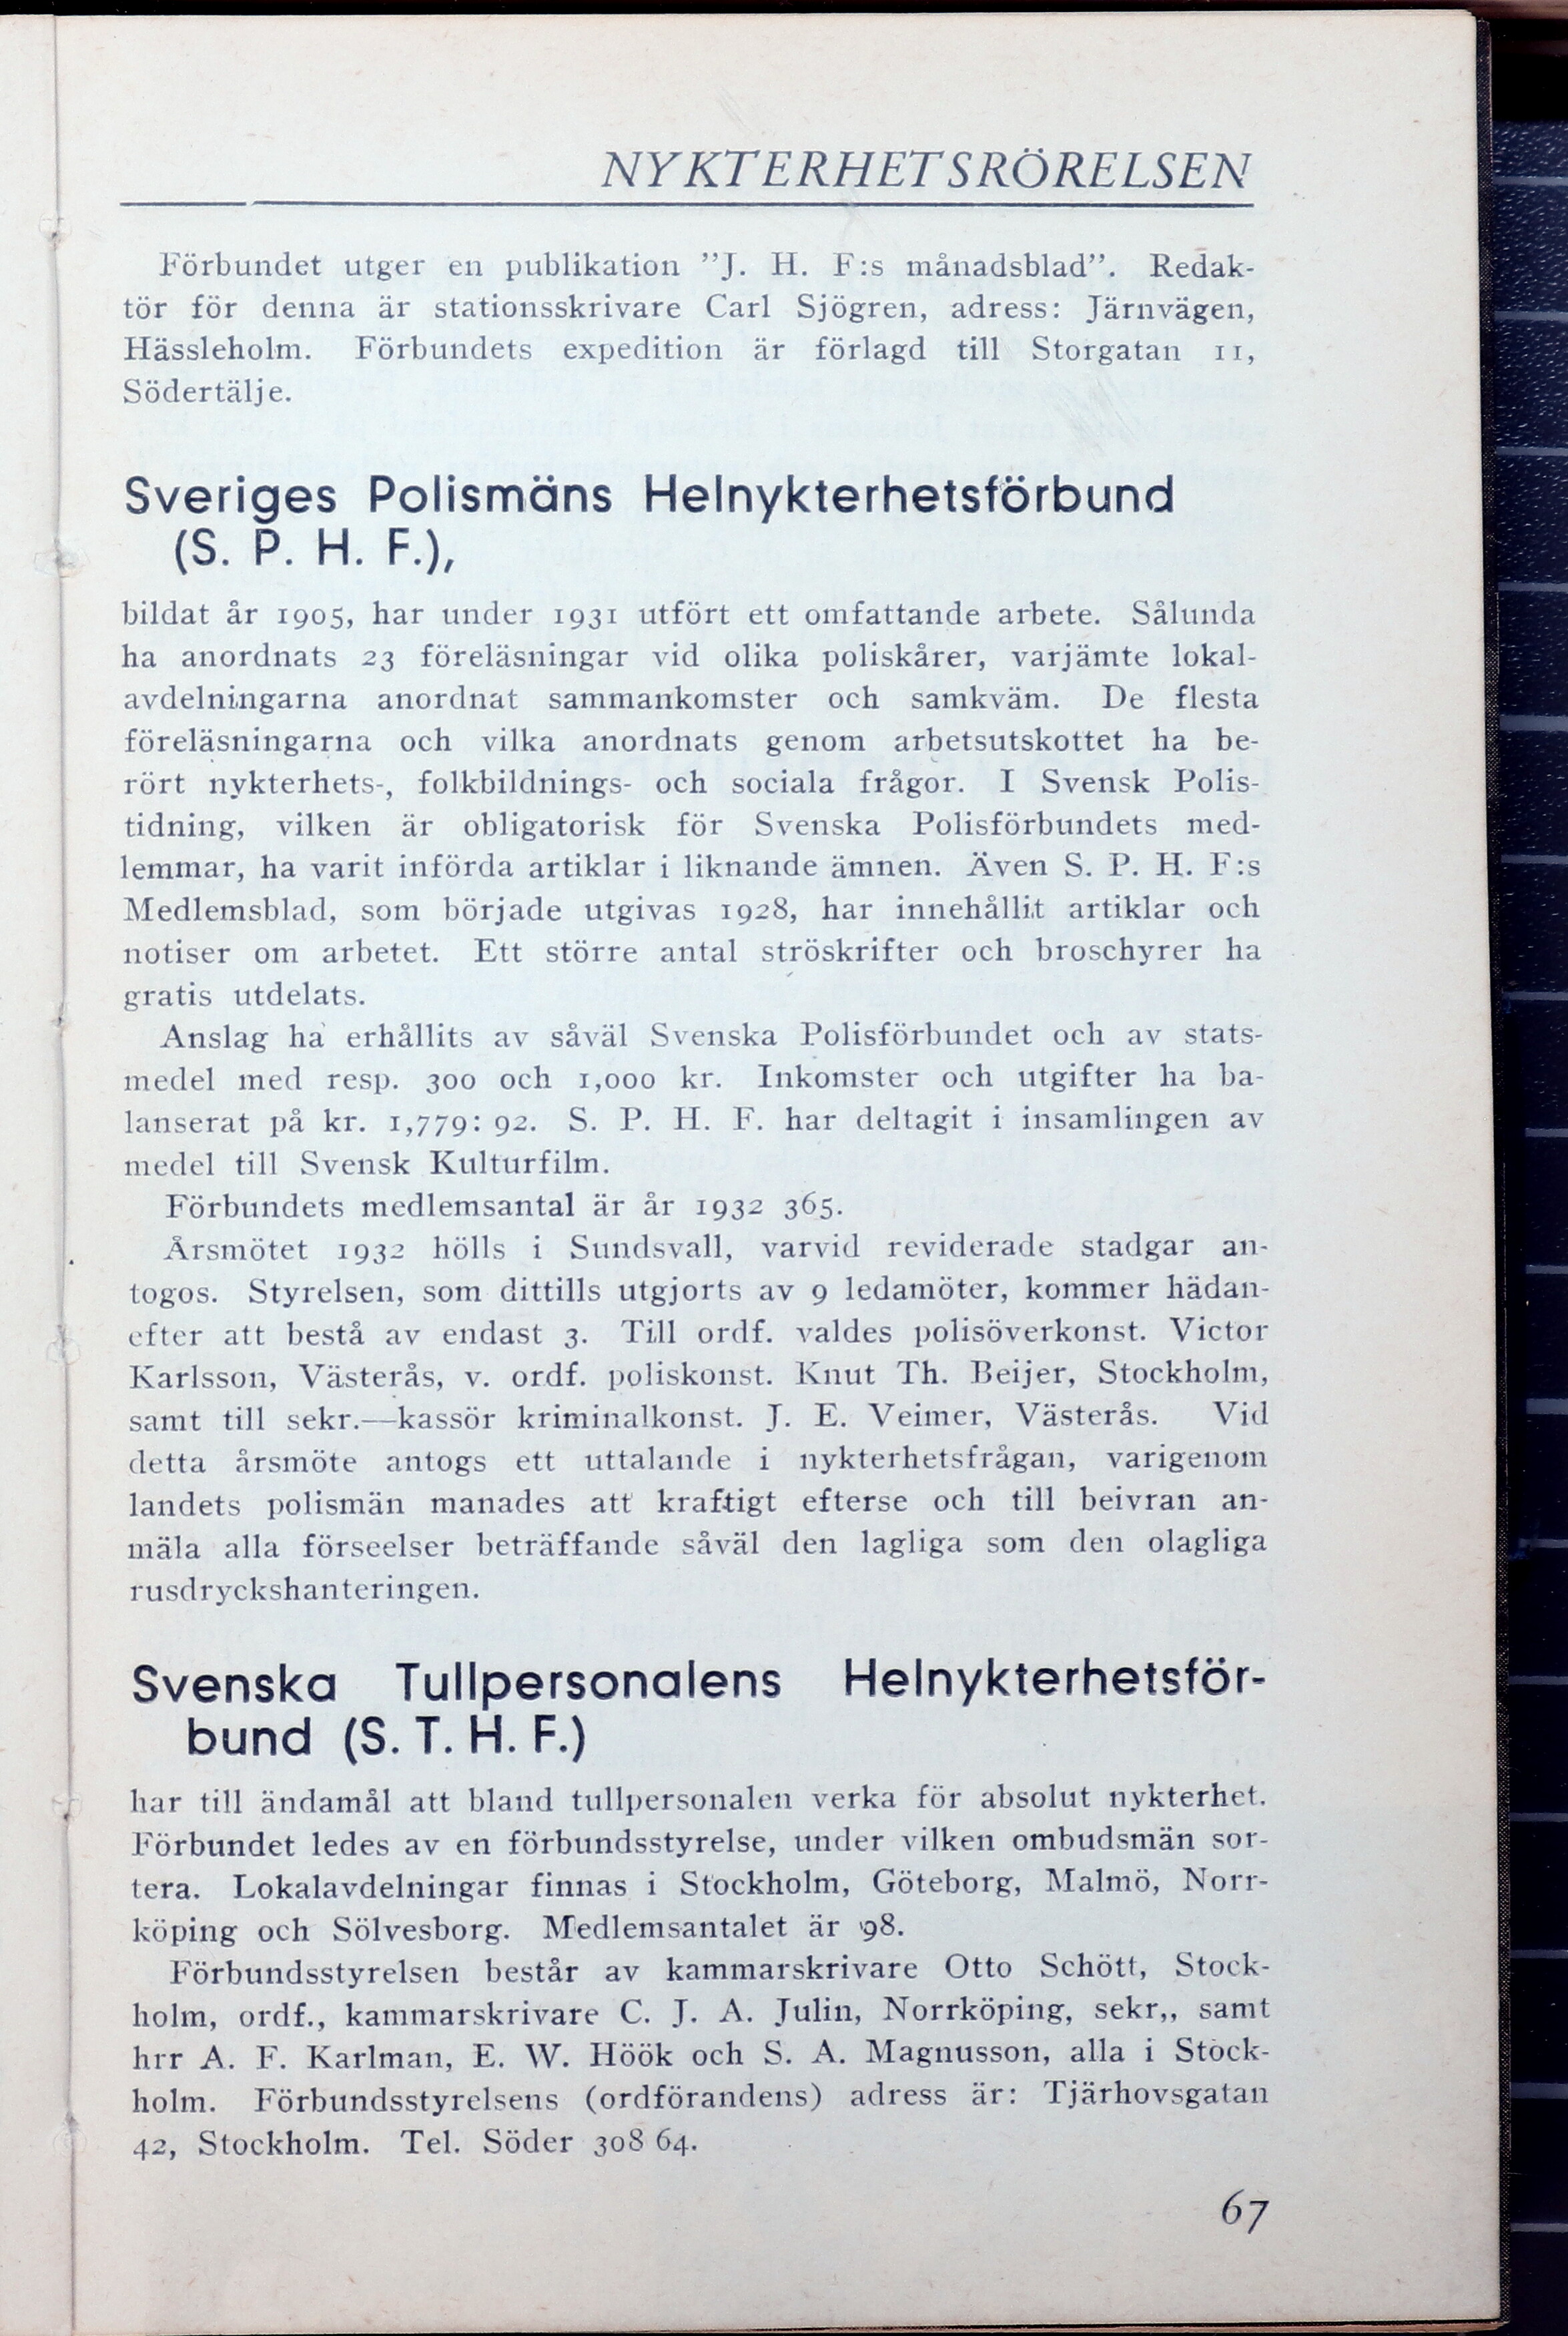 NYKTERHETSRÖRELSEN
Förbundet utger en publikation ”J. H. F:s månadsblad”. Redak-
tör för denna är stationsskrivare Carl Sjögren, adress: Järnvägen,
Hässleholm. Förbundets expedition är förlagd till Storgatan 11,
Södertälje.
Sveriges Polismäns Helnykterhetsförbund
(S. P. H. F.),
bildat år 1905, har under 1931 utfört ett omfattande arbete. Sålunda
ha anordnats 23 föreläsningar vid olika poliskårer, varjämte lokal-
avdelningarna anordnat sammankomster och samkväm. De flesta
föreläsningarna och vilka anordnats genom arbetsutskottet ha be-
rört nykterhets-, folkbildnings- och sociala frågor. I Svensk Polis-
tidning, vilken är obligatorisk för Svenska Polisförbundets med-
lemmar, ha varit införda artiklar i liknande ämnen. Även S. P. H. F:s
Medlemsblad, som började utgivas 1928, har innehållit artiklar och
notiser om arbetet. Ett större antal ströskrifter och broschyrer ha
gratis utdelats.
Anslag ha erhållits av såväl Svenska Polisförbundet och av stats-
medel med resp. 300 och 1,000 kr. Inkomster och utgifter ha ba-
lanserat på kr. 1,779: 92. S. P. H. F. har deltagit i insamlingen av
medel till Svensk Kulturfilm.
Förbundets medlemsantal är år 1932 365.
Årsmötet 1932 hölls i Sundsvall, varvid reviderade stadgar an-
togos. Styrelsen, som dittills utgjorts av 9 ledamöter, kommer hädan-
efter att bestå av endast 3. Till ordf. valdes polisöverkonst. Victor
Karlsson, Västerås, v. ordf. poliskonst. Knut Th. Beijer, Stockholm,
samt till sekr.—kassör kriminalkonst. J. E. Veimer, Västerås. Vid
detta årsmöte antogs ett uttalande i nykterhetsfrågan, varigenom
landets polismän manades att kraftigt efterse och till beivran an-
mäla alla förseelser beträffande såväl den lagliga som den olagliga
rusdryckshanteringen.
Svenska Tullpersonalens Helnykterhetsför-
bund (S. T. H. F.)
har till ändamål att bland tullpersonalen verka för absolut nykterhet.
Förbundet ledes av en förbundsstyrelse, under vilken ombudsmän sor-
tera. Lokalavdelningar finnas i Stockholm, Göteborg, Malmö, Norr-
köping och Sölvesborg. Medlemsantalet är 98.
Förbundsstyrelsen består av kammarskrivare Otto Schött, Stock-
holm, ordf., kammarskrivare C. J. A. Julin, Norrköping, sekr,, samt
hrr A. F. Karlman, E. W. Höök och S. A. Magnusson, alla i Stock-
holm. Förbundsstyrelsens (ordförandens) adress är: Tjärhovsgatan
42, Stockholm. Tel. Söder 308 64.
67